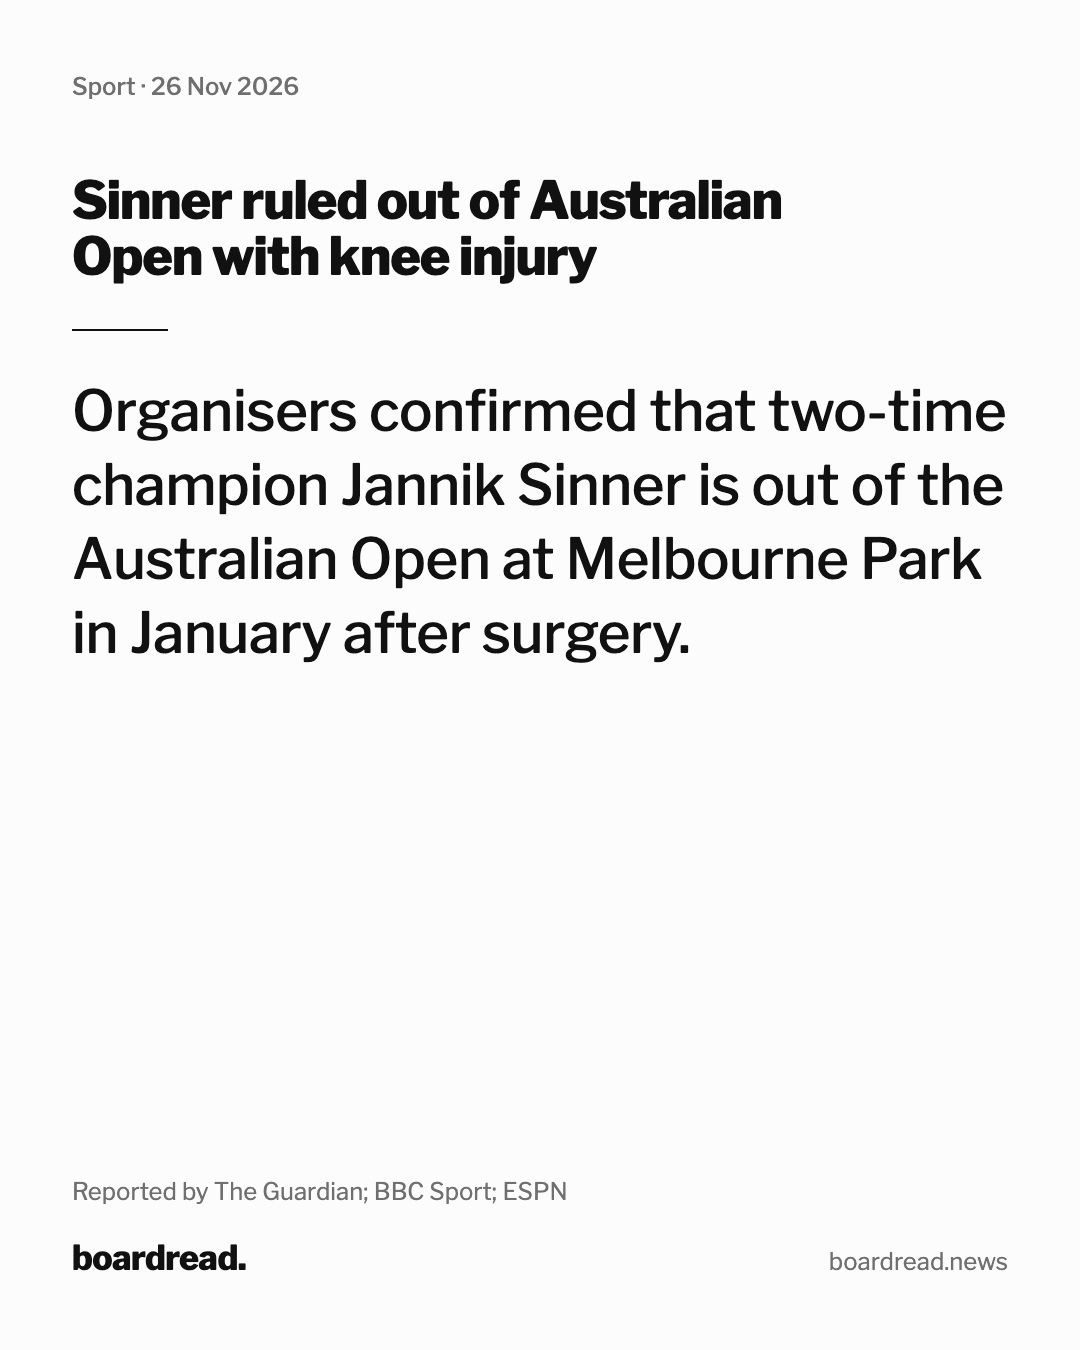 Sport · 26 Nov 2026
Sinner ruled out of Australian
Open with knee injury
Organisers confirmed that two-time
champion Jannik Sinner is out of the
Australian Open at Melbourne Park
in January after surgery.
Reported by The Guardian; BBC Sport; ESPN
boardread.
boardread.news